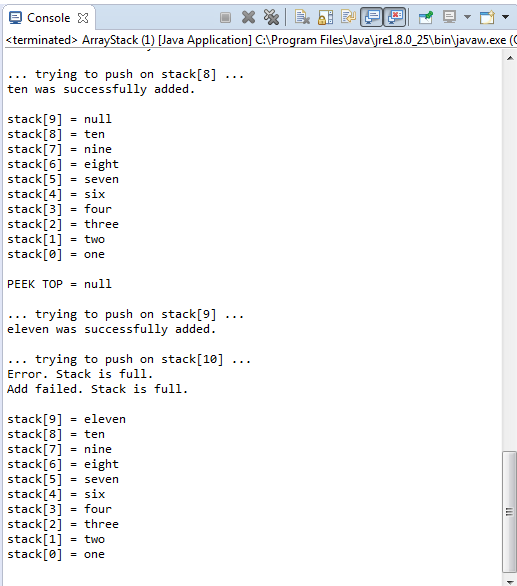 Console
<terminated> ArrayStack (1) [Java Application] C:\Program Files\Java\jre1.8.0_25\bin\javaw.exe (
... trying to push on stack[8] ...
ten was successfully added.
stack[9] = null
stack[8] = ten
stack[7] = nine
stack[6] = eight
stack[5] = seven
stack[4] = six
stack[3] = four
stack[2] = three
stack[1] = two
stack[0] = one
PEEK TOP = null
... trying to push on stack[9] ...
eleven was successfully added.
... trying to push on stack[10] ...
Error. Stack is full.
Add failed. Stack is full.
stack[9] = eleven
stack[8] = ten
stack[7] = nine
stack[6] = eight
stack[5] = seven
stack[4] = six
stack[3] = four
stack[2] = three
stack[1] = two
stack[0] = one